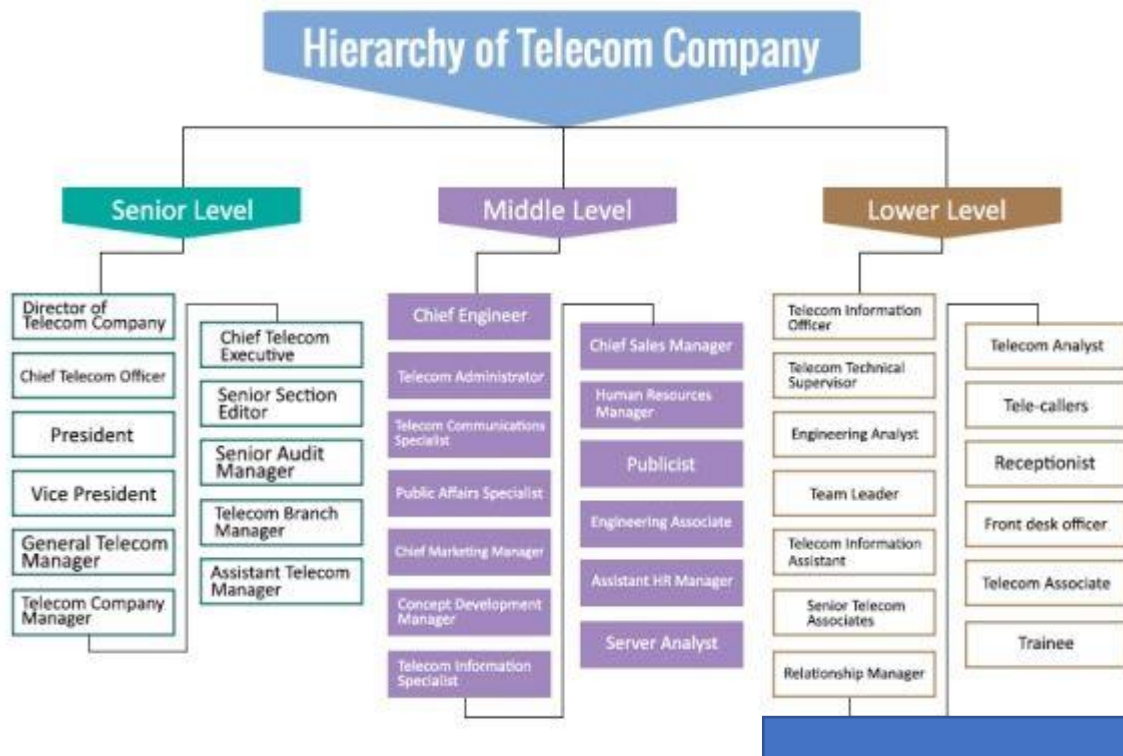 Hierarchy of Telecom Company
Senior Level
Director of
Telecom Company
Chief Telecom Officer
President
Vice President
General Telecom
Manager
Telecom Company
Manager
Chief Telecom
Executive
Senior Section
Editor
Senior Audit
Manager
Telecom Branch
Manager
Assistant Telecom
Manager
Middle Level
Chief Engineer
Telecom Administrator
Telecom Communications
Specialist
Public Affairs Specialist
Chief Marketing Manager
Concept Development
Manager
Telecom Information
Specialist
Chief Sales Manager
Human Resources
Manager
Publicist
Engineering Associate
Assistant HR Manager
Server Analyst
Lower Level
Telecom Information
Officer
Telecom Technical
Supervisor
Engineering Analyst
Team Leader
Telecom Information
Assistant
Senior Telecom
Associates
Relationship Manager
Telecom Analyst
Tele-callers
Receptionist
Front desk officer
Telecom Associate
Trainee